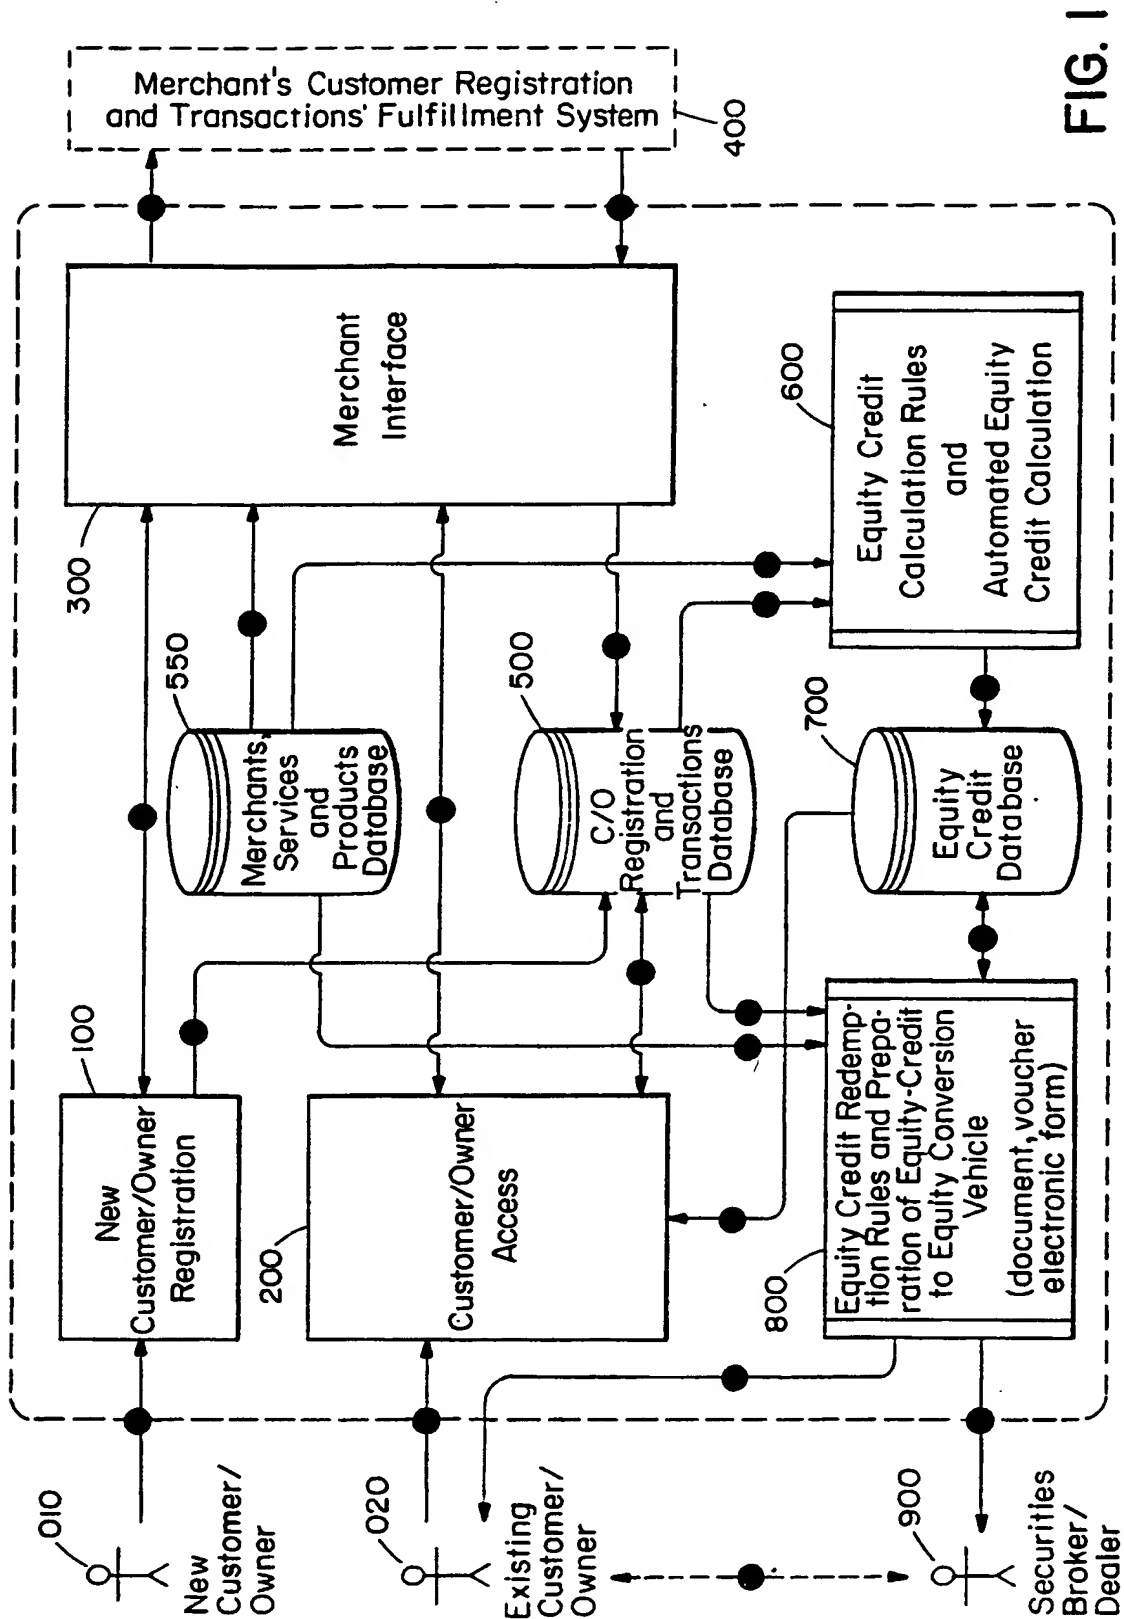 FIG. 1
Merchant's Customer Registration
and Transactions' Fulfillment System
400
Merchant
Interface
300
550
Merchants,
Services
and
Products
Database
500
C/O
Registration
and
Transactions
Database
600
Equity Credit
Calculation Rules
and
Automated Equity
Credit Calculation
700
Equity
Credit
Database
100
New
Customer/Owner
Registration
200
Customer/Owner
Access
800
Equity Credit Redemp-
tion Rules and Prepa-
ration of Equity-Credit
to Equity Conversion
Vehicle
(document, voucher
electronic form)
010
New
Customer/
Owner
020
Existing
Customer/
Owner
900
Securities
Broker/
Dealer